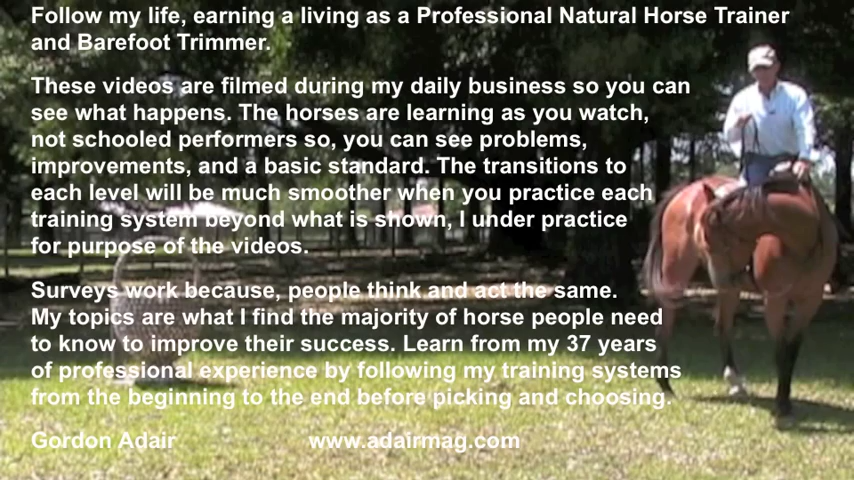 Follow my life, earning a living as a Professional Natural Horse Trainer
and Barefoot Trimmer.
These videos are filmed during my daily business so you can
see what happens. The horses are learning as you watch,
not schooled performers so, you can see problems,
improvements, and a basic standard. The transitions to
each level will be much smoother when you practice each
training system beyond what is shown, I under practice
for purpose of the videos.
Surveys work because, people think and act the same.
My topics are what I find the majority of horse people need
to know to improve their success. Learn from my 37 years
of professional experience by following my training systems
from the beginning to the end before picking and choosing.
Gordon Adair www.adairmag.com